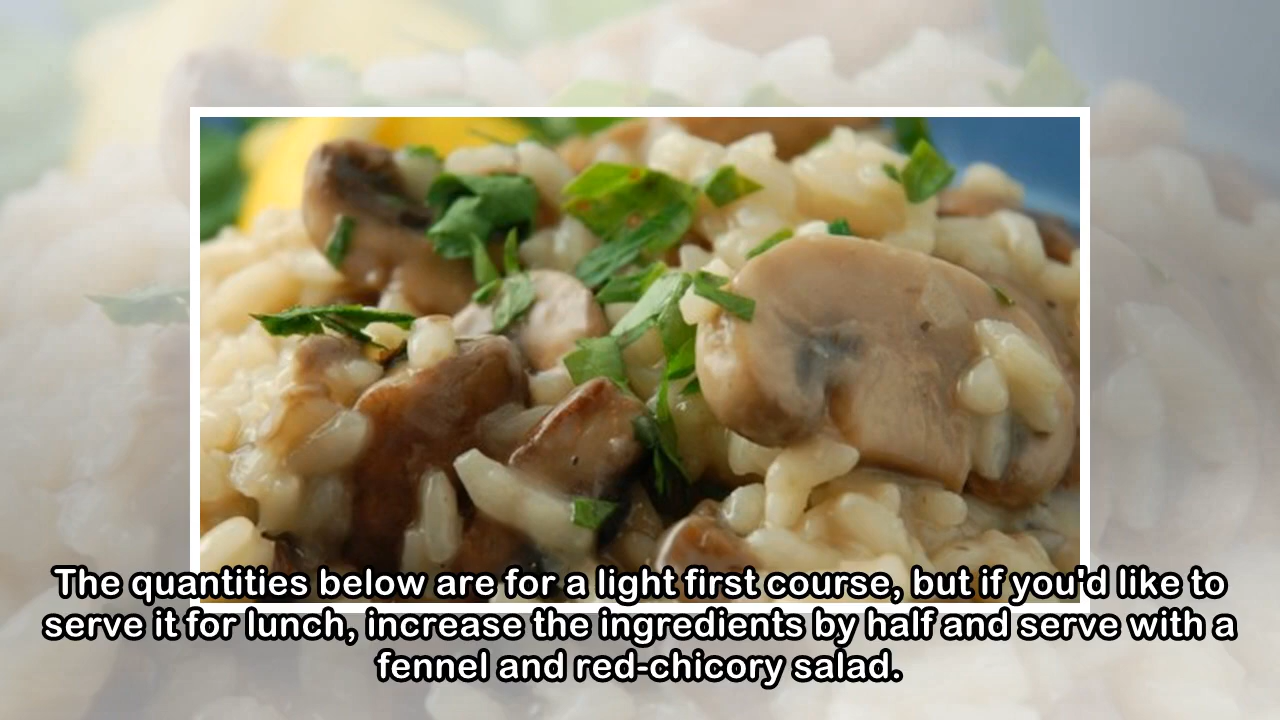 The quantities below are for a light first course, but if you'd like to
serve it for lunch, increase the ingredients by half and serve with a
fennel and red-chicory salad.